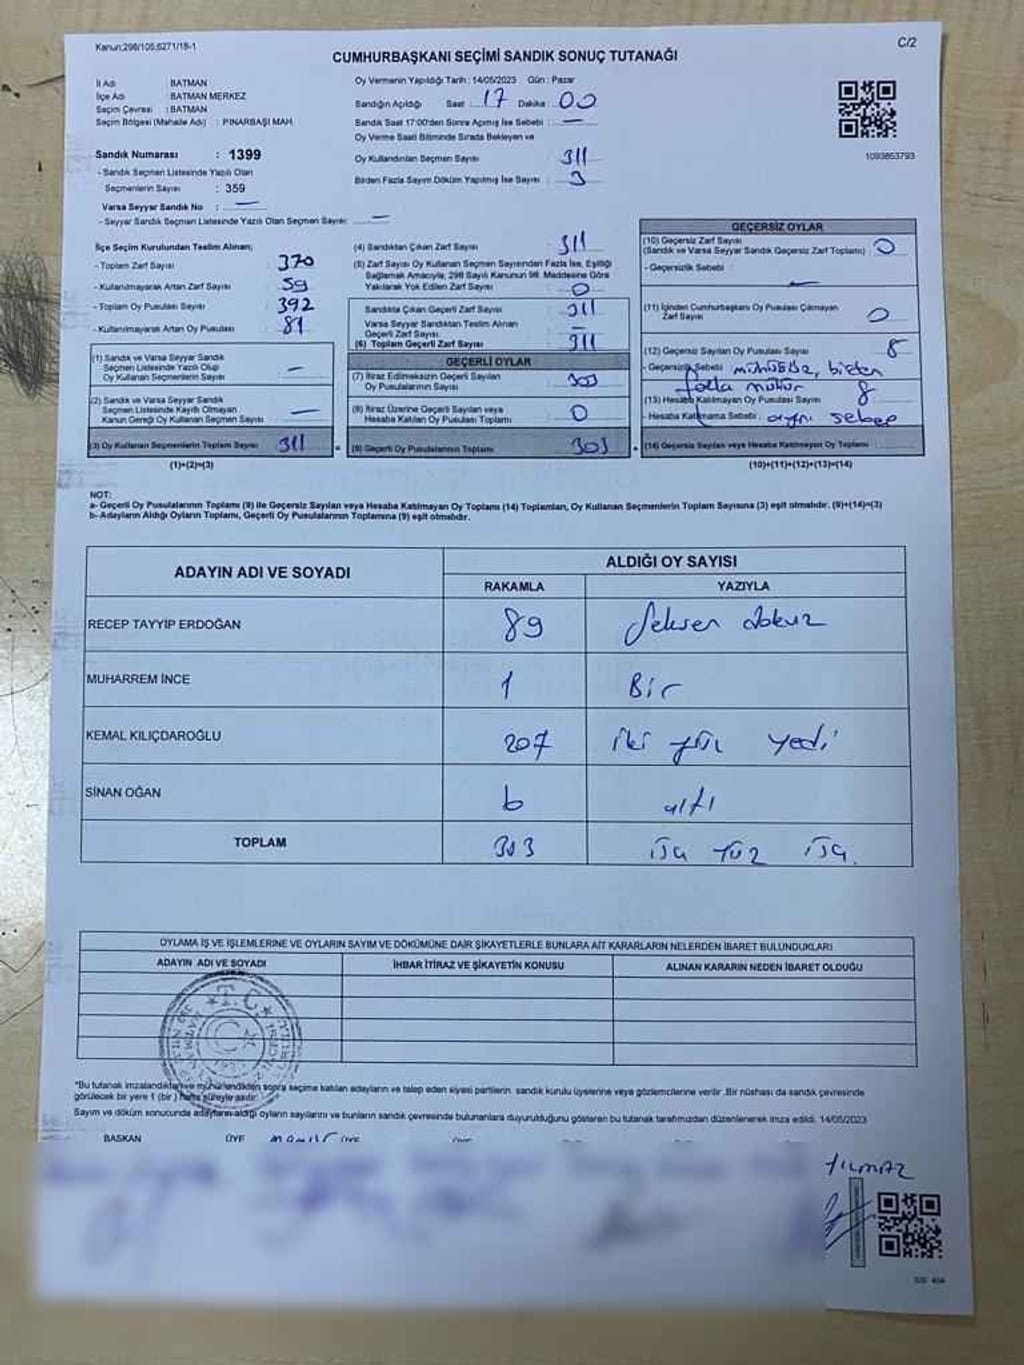 Kanun:298/105,6271/18-1
C/2
CUMHURBAŞKANI SEÇİMİ SANDIK SONUÇ TUTANAĞI
İl Adı : BATMAN
İlçe Adı : BATMAN MERKEZ
Seçim Çevresi : BATMAN
Seçim Bölgesi (Mahalle Adı) : PINARBAŞI MAH.
Oy Vermenin Yapıldığı Tarih : 14/05/2023 Gün : Pazar
Sandığın Açıldığı Saat : 17 Dakika : 00
Sandık Saat 17:00'den Sonra Açılmış İse Sebebi : —
Oy Verme Saati Bitiminde Sırada Bekleyen ve
Oy Kullandırılan Seçmen Sayısı 311
Birden Fazla Sayım Döküm Yapılmış İse Sayısı : 3
1093853793
Sandık Numarası : 1399
- Sandık Seçmen Listesinde Yazılı Olan
Seçmenlerin Sayısı : 359
Varsa Seyyar Sandık No : —
- Seyyar Sandık Seçmen Listesinde Yazılı Olan Seçmen Sayısı: —
İlçe Seçim Kurulundan Teslim Alınan;
- Toplam Zarf Sayısı 370
- Kullanılmayarak Artan Zarf Sayısı 59
- Toplam Oy Pusulası Sayısı 392
- Kullanılmayarak Artan Oy Pusulası 81
(1) Sandık ve Varsa Seyyar Sandık
Seçmen Listesinde Yazılı Olup
Oy Kullanan Seçmenlerin Sayısı —
(2) Sandık ve Varsa Seyyar Sandık
Seçmen Listesinde Kayıtlı Olmayan
Kanun Gereği Oy Kullanan Seçmen Sayısı —
(3) Oy Kullanan Seçmenlerin Toplam Sayısı 311
(1)+(2)=(3)
(4) Sandıktan Çıkan Zarf Sayısı 311
(5) Zarf Sayısı Oy Kullanan Seçmen Sayısından Fazla İse, Eşitliği
Sağlamak Amacıyla, 298 Sayılı Kanunun 98. Maddesine Göre
Yakılarak Yok Edilen Zarf Sayısı 0
Sandıkta Çıkan Geçerli Zarf Sayısı 311
Varsa Seyyar Sandıktan Teslim Alınan
Geçerli Zarf Sayısı —
(6) Toplam Geçerli Zarf Sayısı 311
GEÇERLİ OYLAR
(7) İtiraz Edilmeksizin Geçerli Sayılan
Oy Pusulalarının Sayısı 303
(8) İtiraz Üzerine Geçerli Sayılan veya
Hesaba Katılan Oy Pusulaları Toplamı 0
(9) Geçerli Oy Pusulalarının Toplamı 303
GEÇERSİZ OYLAR
(10) Geçersiz Zarf Sayısı
(Sandık ve Varsa Seyyar Sandık Geçersiz Zarf Toplamı) 0
- Geçersizlik Sebebi : —
(11) İçinden Cumhurbaşkanı Oy Pusulası Çıkmayan
Zarf Sayısı 0
(12) Geçersiz Sayılan Oy Pusulası Sayısı 8
- Geçersizlik Sebebi mühürsüz, birden
fazla mühür
(13) Hesaba Katılmayan Oy Pusulası Sayısı 8
Hesaba Katılmama Sebebi: aynı sebep
(14) Geçersiz Sayılan veya Hesaba Katılmayan Oy Toplamı :
(10)+(11)+(12)+(13)=(14)
NOT:
a- Geçerli Oy Pusulalarının Toplamı (9) ile Geçersiz Sayılan veya Hesaba Katılmayan Oy Toplamı (14) Toplamları, Oy Kullanan Seçmenlerin Toplam Sayısına (3) eşit olmalıdır. (9)+(14)=(3)
b- Adayların Aldığı Oyların Toplamı, Geçerli Oy Pusulalarının Toplamına (9) eşit olmalıdır.
ADAYIN ADI VE SOYADI
ALDIĞI OY SAYISI
RAKAMLA YAZIYLA
RECEP TAYYİP ERDOĞAN 89 Seksen dokuz
MUHARREM İNCE 1 Bir
KEMAL KILIÇDAROĞLU 207 iki yüz yedi
SİNAN OĞAN 6 altı
TOPLAM 303 üç yüz üç.
OYLAMA İŞ VE İŞLEMLERİNE VE OYLARIN SAYIM VE DÖKÜMÜNE DAİR ŞİKAYETLERLE BUNLARA AİT KARARLARIN NELERDEN İBARET BULUNDUKLARI
ADAYIN ADI VE SOYADI İHBAR İTİRAZ VE ŞİKAYETİN KONUSU ALINAN KARARIN NEDEN İBARET OLDUĞU
T.C.
*Bu tutanak imzalandıktan ve mühürlendikten sonra seçime katılan adayların ve talep eden siyasi partilerin, sandık kurulu üyelerine veya gözlemcilerine verilir. Bir nüshası da sandık çevresinde
görülecek bir yere 1 (bir) hafta süreyle asılır.
Sayım ve döküm sonucunda adayların aldığı oyların sayılarını ve bunların sandık çevresinde bulunanlara duyurulduğunu gösteren bu tutanak tarafımızdan düzenlenerek imza edildi. 14/05/2023
BAŞKAN ÜYE ÜYE ÜYE
YILMAZ